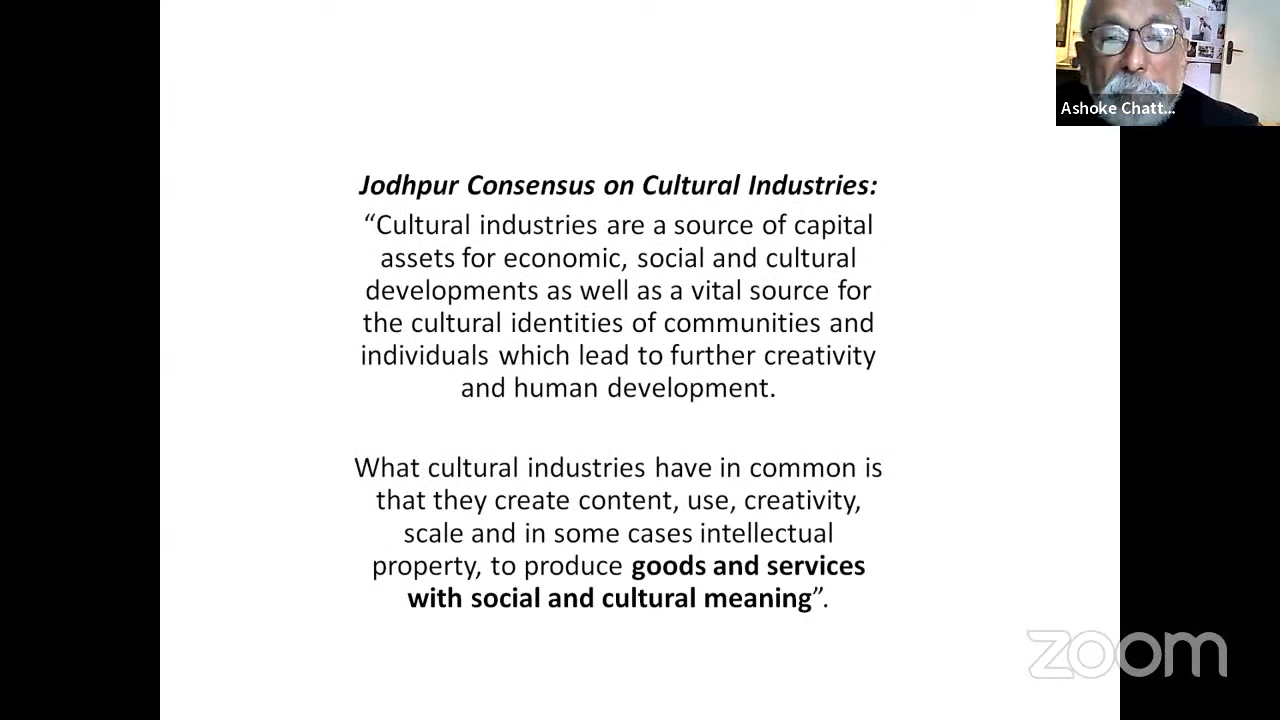 Ashoke Chatt...
Jodhpur Consensus on Cultural Industries:
“Cultural industries are a source of capital
assets for economic, social and cultural
developments as well as a vital source for
the cultural identities of communities and
individuals which lead to further creativity
and human development.
What cultural industries have in common is
that they create content, use, creativity,
scale and in some cases intellectual
property, to produce goods and services
with social and cultural meaning”.
zoom